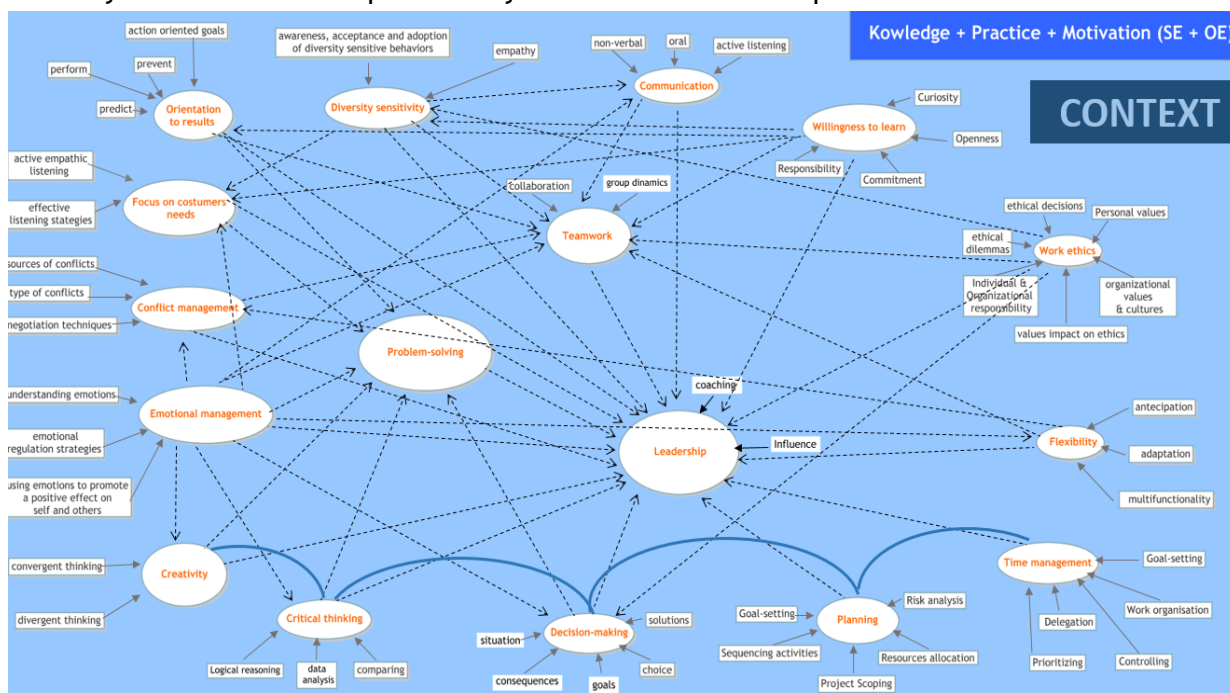 Kowledge + Practice + Motivation (SE + OE)
CONTEXT
action oriented goals
prevent
perform
predict
Orientation
to results
awareness, acceptance and adoption
of diversity sensitive behaviors
empathy
Diversity sensitivity
non-verbal
oral
active listening
Communication
Curiosity
Willingness to learn
Openness
Responsibility
Commitment
active empathic
listening
effective
listening stategies
Focus on costumers'
needs
collaboration
group dinamics
Teamwork
ethical decisions
Personal values
ethical
dilemmas
Work ethics
Individual &
Organizational
responsibility
organizational
values
& cultures
values impact on ethics
sources of conflicts
type of conflicts
negotiation techniques
Conflict management
Problem-solving
understanding emotions
emotional
regulation strategies
using emotions to promote
a positive effect on
self and others
Emotional management
coaching
Influence
Leadership
antecipation
adaptation
multifunctionality
Flexibility
convergent thinking
divergent thinking
Creativity
Critical thinking
Logical reasoning
data
analysis
comparing
situation
consequences
goals
choice
solutions
Decision-making
Goal-setting
Risk analysis
Planning
Sequencing activities
Resources allocation
Project Scoping
Time management
Goal-setting
Work organisation
Delegation
Prioritizing
Controlling